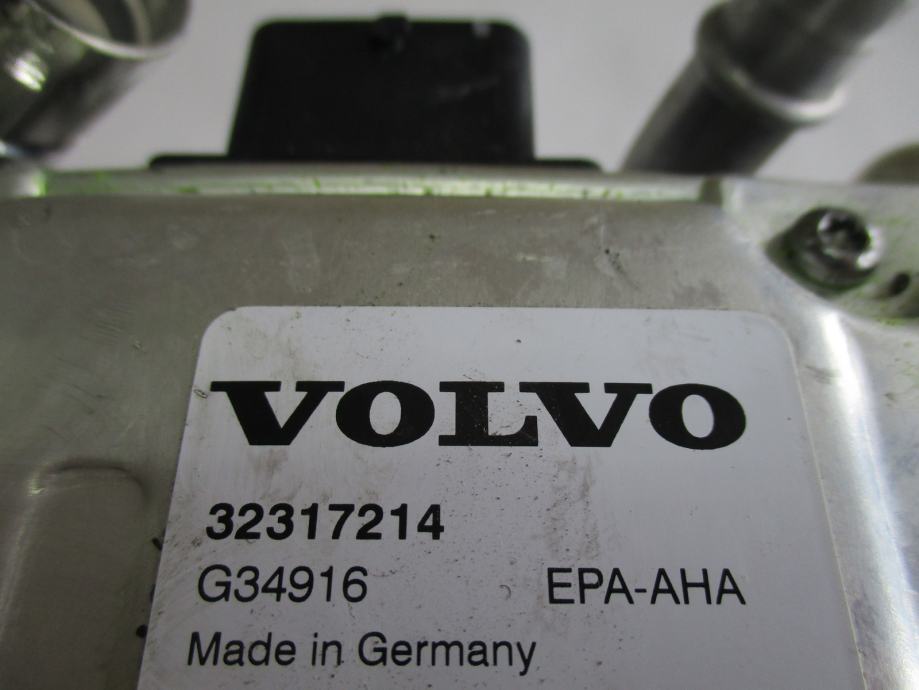 VOLVO
32317214
G34916 EPA-AHA
Made in Germany